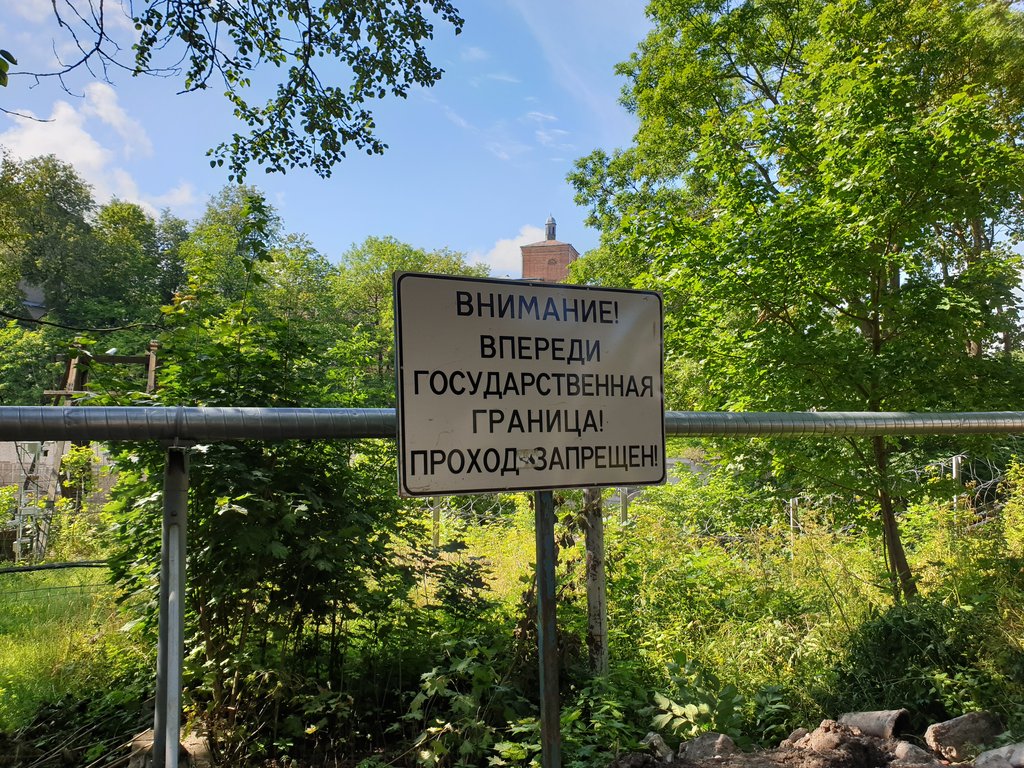 ВНИМАНИЕ!
ВПЕРЕДИ
ГОСУДАРСТВЕННАЯ
ГРАНИЦА!
ПРОХОД ЗАПРЕЩЕН!